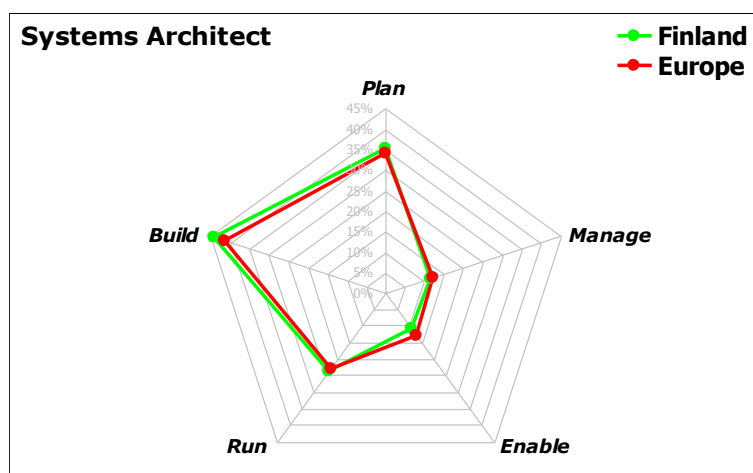 Systems Architect
Finland
Europe
Plan
45%
40%
35%
30%
25%
20%
15%
10%
5%
0%
Build
Manage
Run
Enable